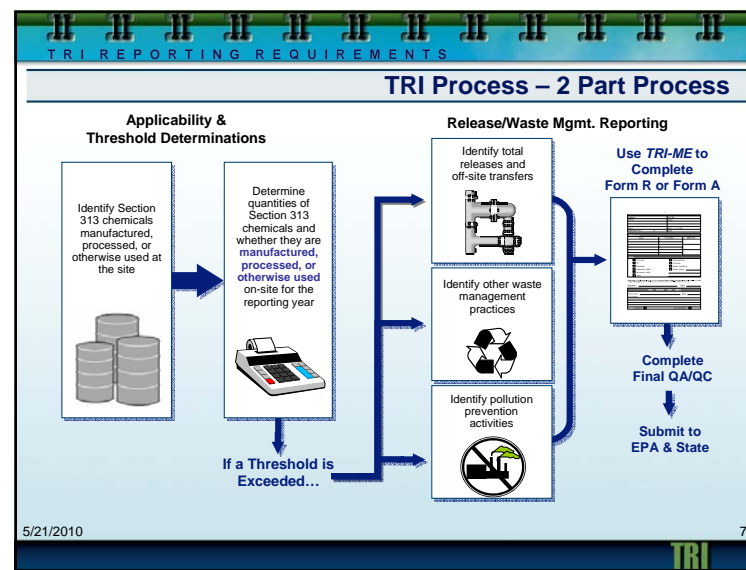 TRI REPORTING REQUIREMENTS
TRI Process – 2 Part Process
Applicability &
Threshold Determinations
Identify Section
313 chemicals
manufactured,
processed, or
otherwise used at
the site
Determine
quantities of
Section 313
chemicals and
whether they are
manufactured,
processed, or
otherwise used
on-site for the
reporting year
If a Threshold is
Exceeded…
Release/Waste Mgmt. Reporting
Identify total
releases and
off-site transfers
Identify other waste
management
practices
Identify pollution
prevention
activities
Use TRI-ME to
Complete
Form R or Form A
Complete
Final QA/QC
Submit to
EPA & State
5/21/2010
7
TRI